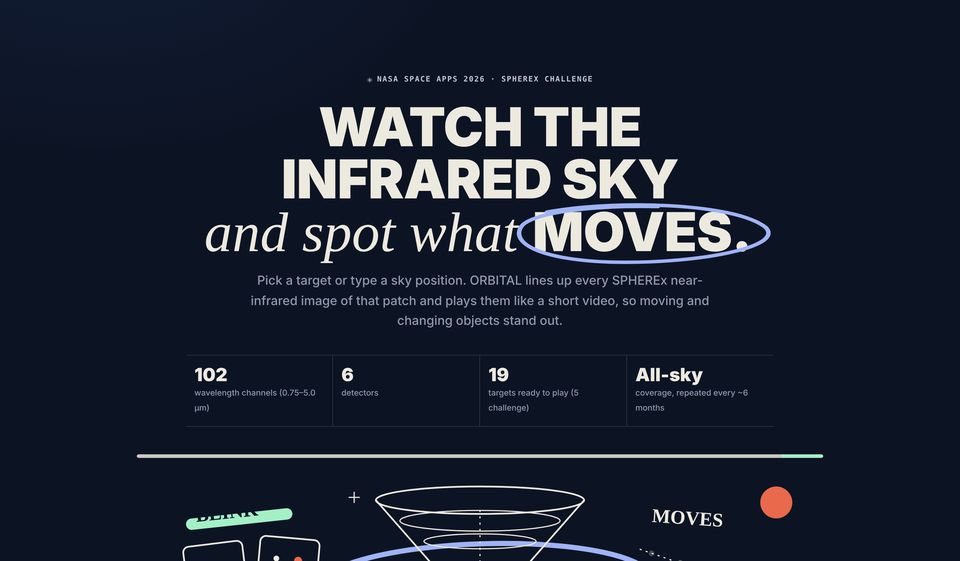 ✳ NASA SPACE APPS 2026 · SPHEREX CHALLENGE
WATCH THE
INFRARED SKY
and spot what MOVES.
Pick a target or type a sky position. ORBITAL lines up every SPHEREx near-
infrared image of that patch and plays them like a short video, so moving and
changing objects stand out.
102
wavelength channels (0.75–5.0
µm)
6
detectors
19
targets ready to play (5
challenge)
All-sky
coverage, repeated every ~6
months
MOVES